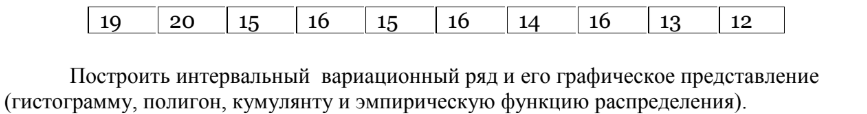 19 20 15 16 15 16 14 16 13 12
Построить интервальный вариационный ряд и его графическое представление
(гистограмму, полигон, кумулянту и эмпирическую функцию распределения).